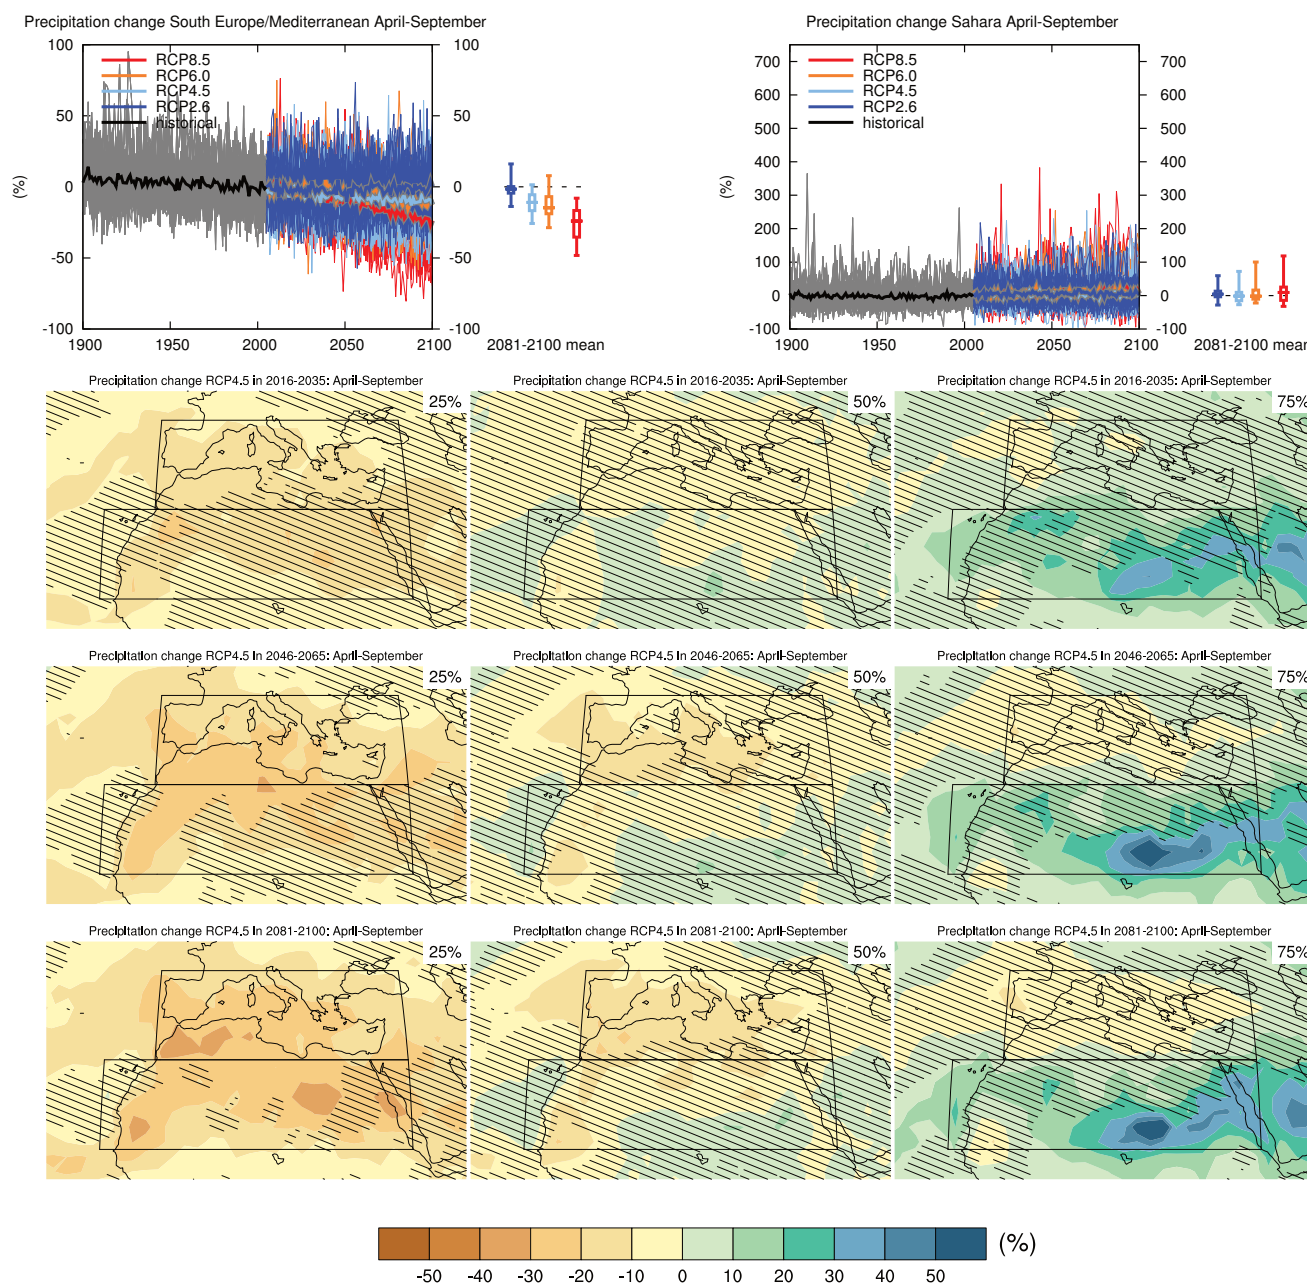 Precipitation change South Europe/Mediterranean April-September
Precipitation change Sahara April-September
(%)
100
50
0
-50
-100
1900
1950
2000
2050
2100
RCP8.5
RCP6.0
RCP4.5
RCP2.6
historical
100
50
0
-50
-100
2081-2100 mean
(%)
700
600
500
400
300
200
100
0
-100
1900
1950
2000
2050
2100
RCP8.5
RCP6.0
RCP4.5
RCP2.6
historical
700
600
500
400
300
200
100
0
-100
2081-2100 mean
Precipitation change RCP4.5 in 2016-2035: April-September
25%
Precipitation change RCP4.5 in 2016-2035: April-September
50%
Precipitation change RCP4.5 in 2016-2035: April-September
75%
Precipitation change RCP4.5 in 2046-2065: April-September
25%
Precipitation change RCP4.5 in 2046-2065: April-September
50%
Precipitation change RCP4.5 in 2046-2065: April-September
75%
Precipitation change RCP4.5 in 2081-2100: April-September
25%
Precipitation change RCP4.5 in 2081-2100: April-September
50%
Precipitation change RCP4.5 in 2081-2100: April-September
75%
(%)
-50 -40 -30 -20 -10 0 10 20 30 40 50